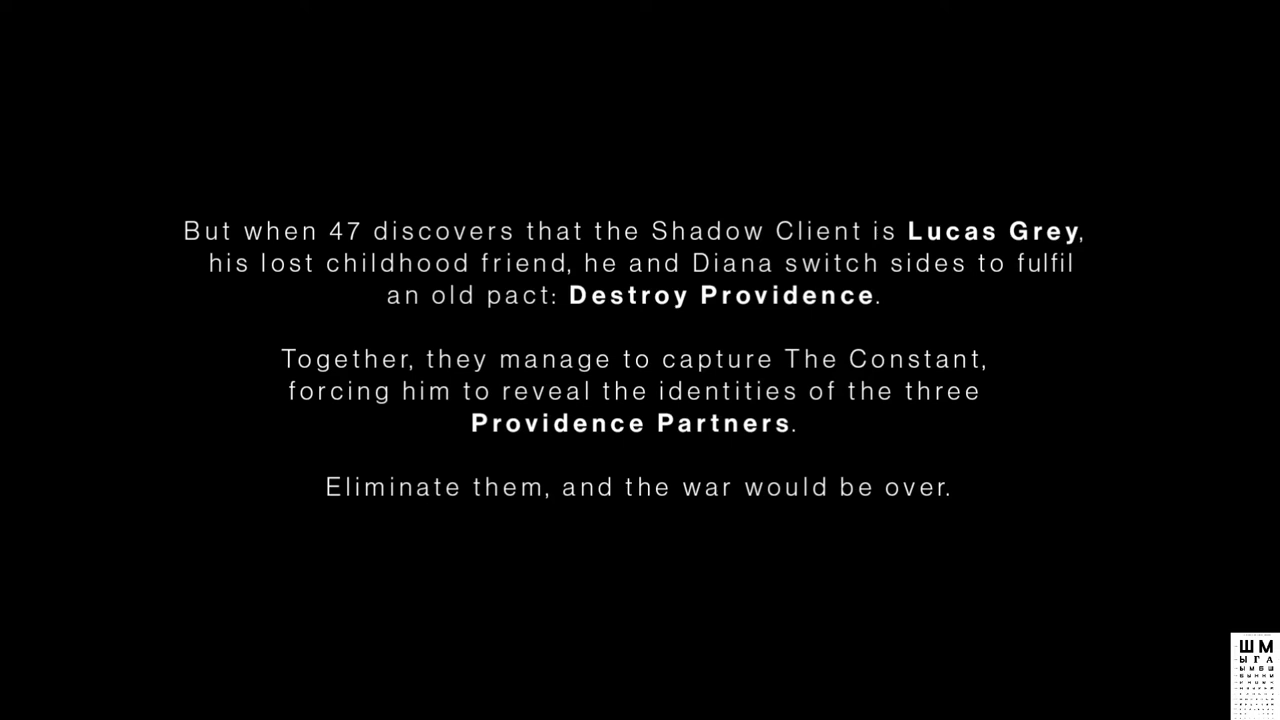 But when 47 discovers that the Shadow Client is Lucas Grey,
his lost childhood friend, he and Diana switch sides to fulfil
an old pact: Destroy Providence.
Together, they manage to capture The Constant,
forcing him to reveal the identities of the three
Providence Partners.
Eliminate them, and the war would be over.
Ш М
Ы Г А